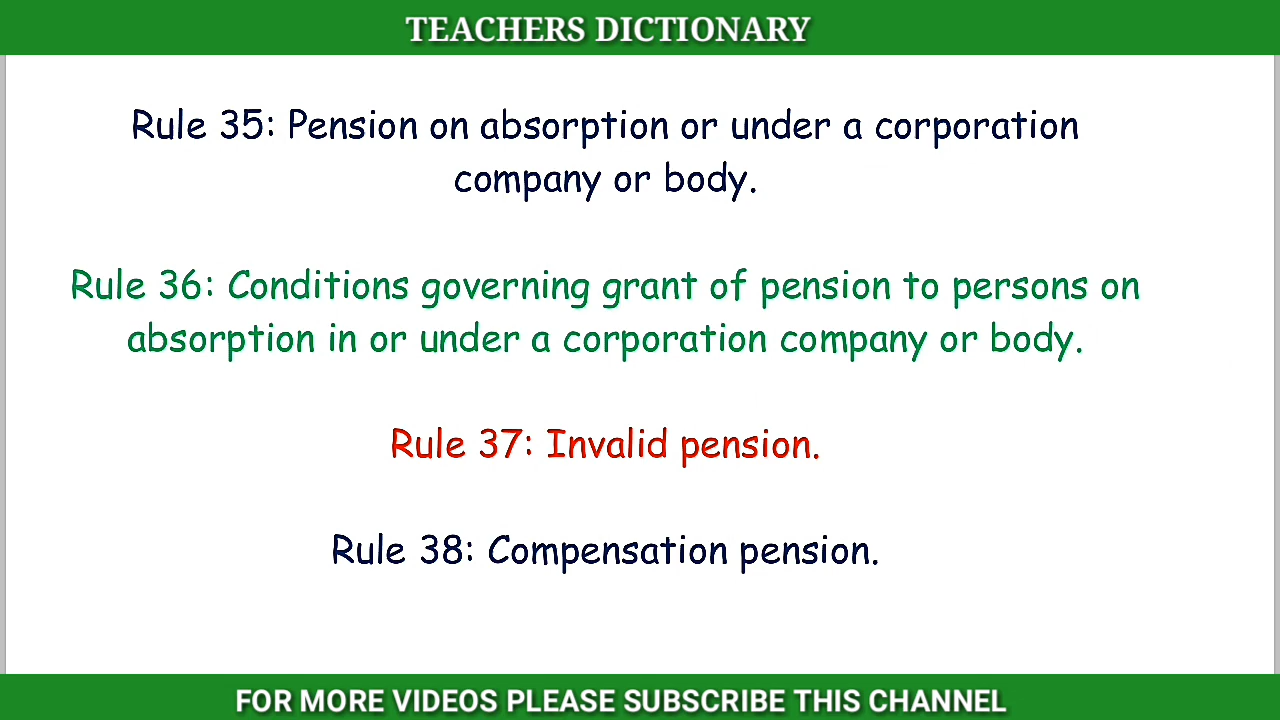 TEACHERS DICTIONARY
Rule 35: Pension on absorption or under a corporation
company or body.
Rule 36: Conditions governing grant of pension to persons on
absorption in or under a corporation company or body.
Rule 37: Invalid pension.
Rule 38: Compensation pension.
FOR MORE VIDEOS PLEASE SUBSCRIBE THIS CHANNEL